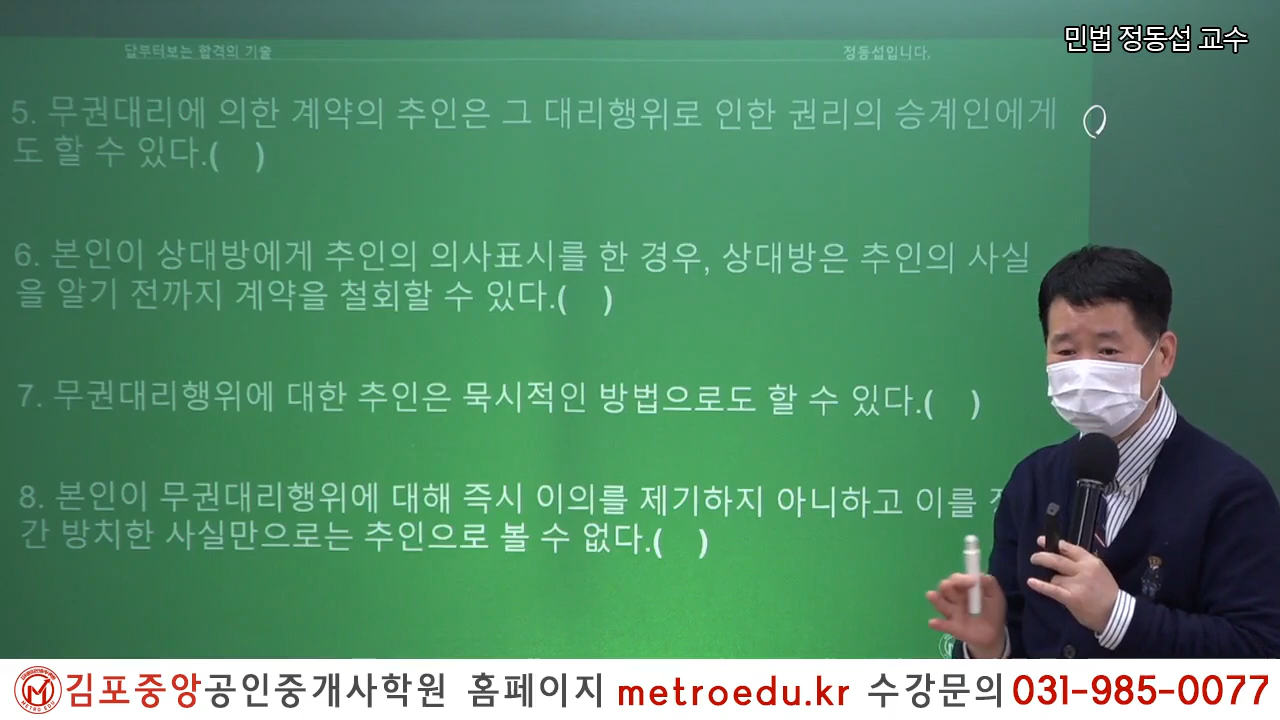 민법 정동섭 교수
답부터보는 합격의 기술
정동섭입니다,
5. 무권대리에 의한 계약의 추인은 그 대리행위로 인한 권리의 승계인에게
도 할 수 있다.( )
6. 본인이 상대방에게 추인의 의사표시를 한 경우, 상대방은 추인의 사실
을 알기 전까지 계약을 철회할 수 있다.( )
7. 무권대리행위에 대한 추인은 묵시적인 방법으로도 할 수 있다.( )
8. 본인이 무권대리행위에 대해 즉시 이의를 제기하지 아니하고 이를
간 방치한 사실만으로는 추인으로 볼 수 없다.( )
METRO EDU
김포중앙공인중개사학원 홈페이지 metroedu.kr 수강문의 031-985-0077